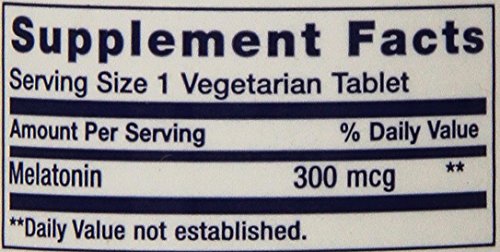 Supplement Facts
Serving Size 1 Vegetarian Tablet
Amount Per Serving % Daily Value
Melatonin 300 mcg **
**Daily Value not established.